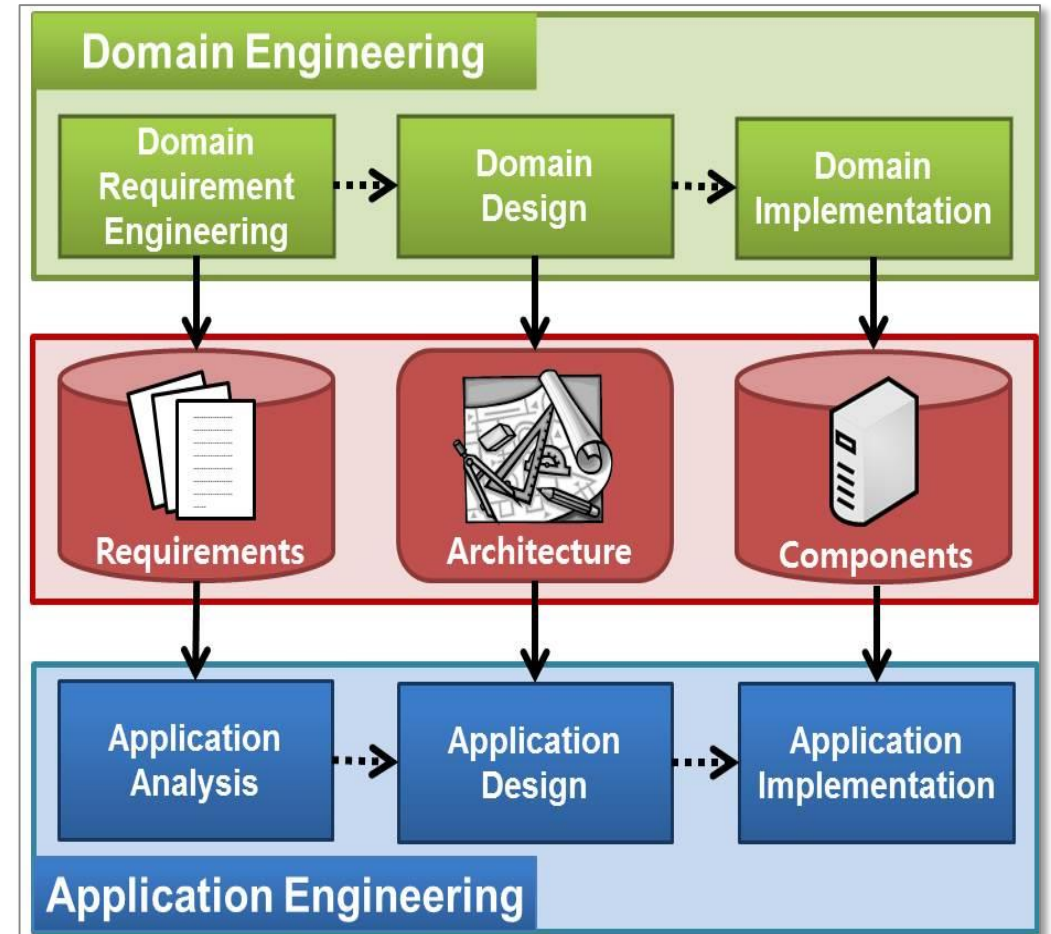 Domain Engineering
Domain
Requirement
Engineering
Domain
Design
Domain
Implementation
Requirements
Architecture
Components
Application
Analysis
Application
Design
Application
Implementation
Application Engineering